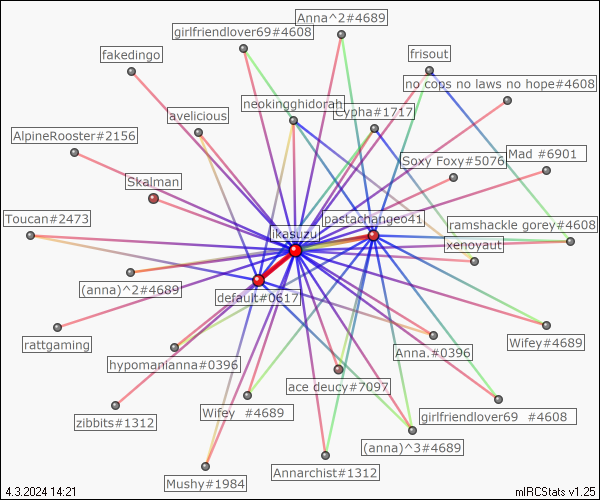 Anna^2#4689
girlfriendlover69#4608
fakedingo
frisout
no cops no laws no hope#4608
neokingghidorah
Cypha#1717
avelicious
AlpineRooster#2156
Soxy Foxy#5076
Mad #6901
Skalman
Toucan#2473
pastachangeo41
ramshackle gorey#4608
ikasuzu
xenoyaut
(anna)^2#4689
default#0617
rattgaming
Wifey#4689
Anna.#0396
hypomanianna#0396
ace deucy#7097
Wifey #4689
girlfriendlover69 #4608
zibbits#1312
(anna)^3#4689
Annarchist#1312
Mushy#1984
4.3.2024 14:21
mIRCStats v1.25